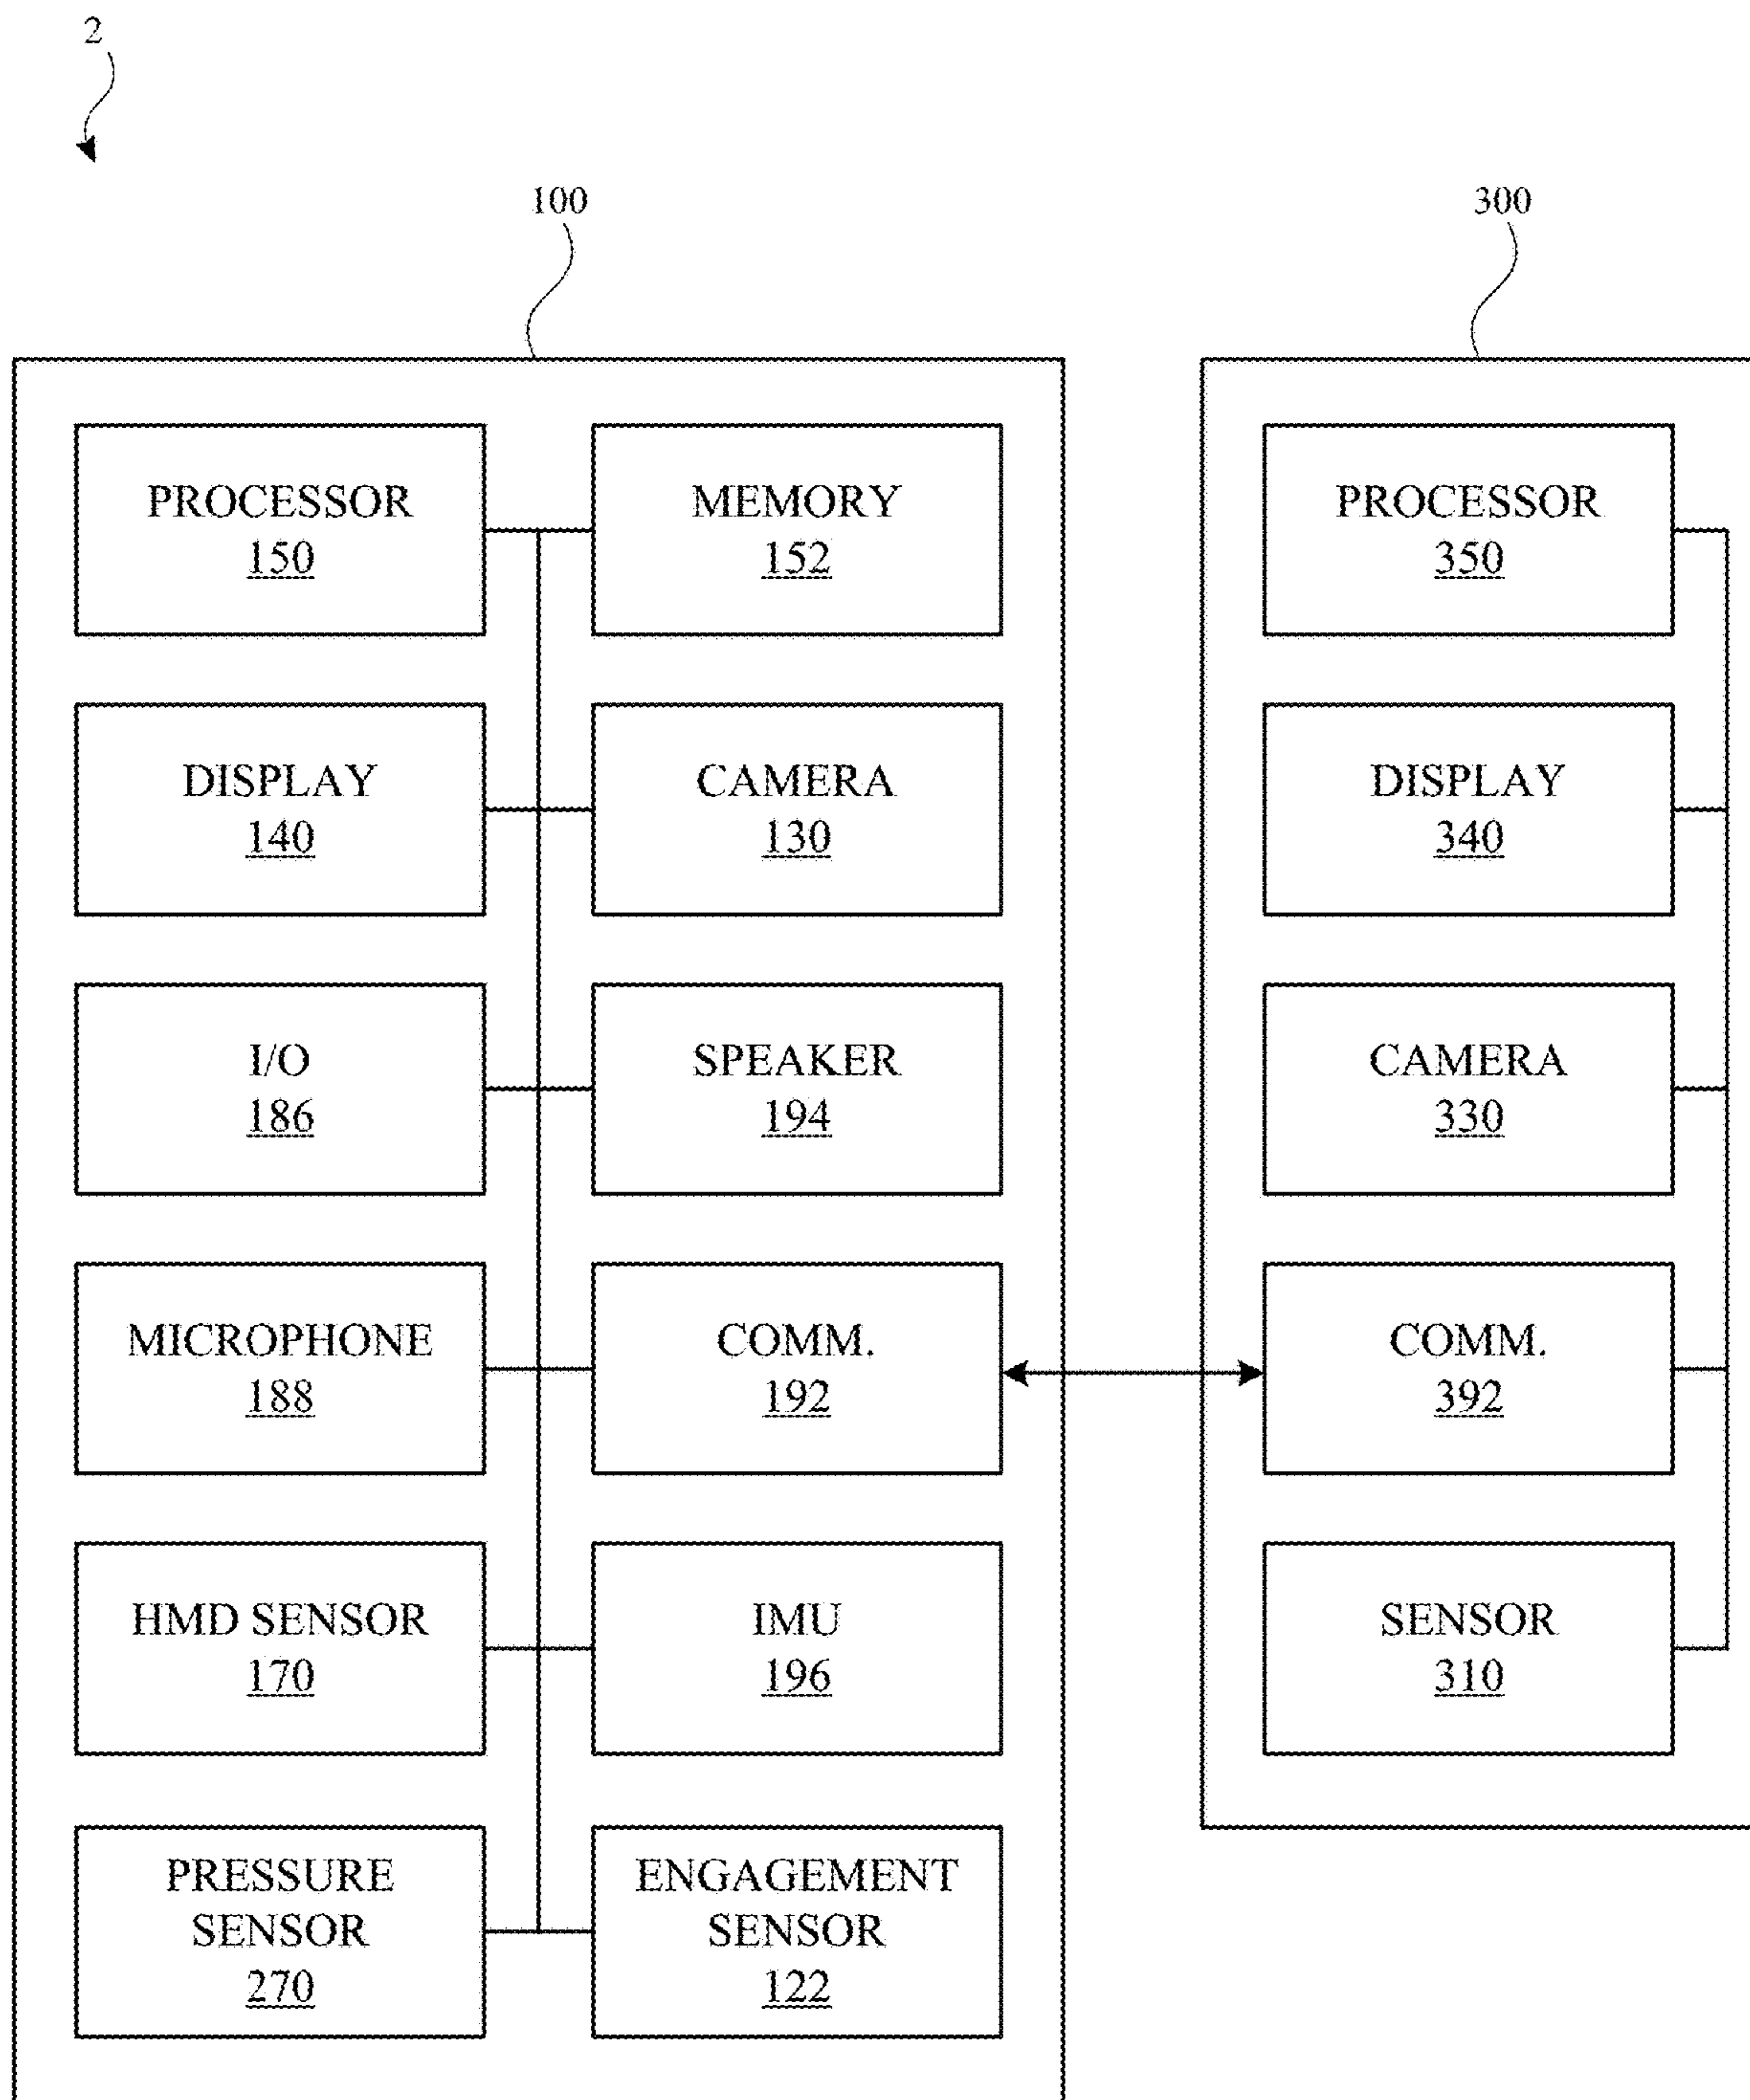 2
100
300
PROCESSOR
150
MEMORY
152
PROCESSOR
350
DISPLAY
140
CAMERA
130
DISPLAY
340
I/O
186
SPEAKER
194
CAMERA
330
MICROPHONE
188
COMM.
192
COMM.
392
HMD SENSOR
170
IMU
196
SENSOR
310
PRESSURE
SENSOR
270
ENGAGEMENT
SENSOR
122